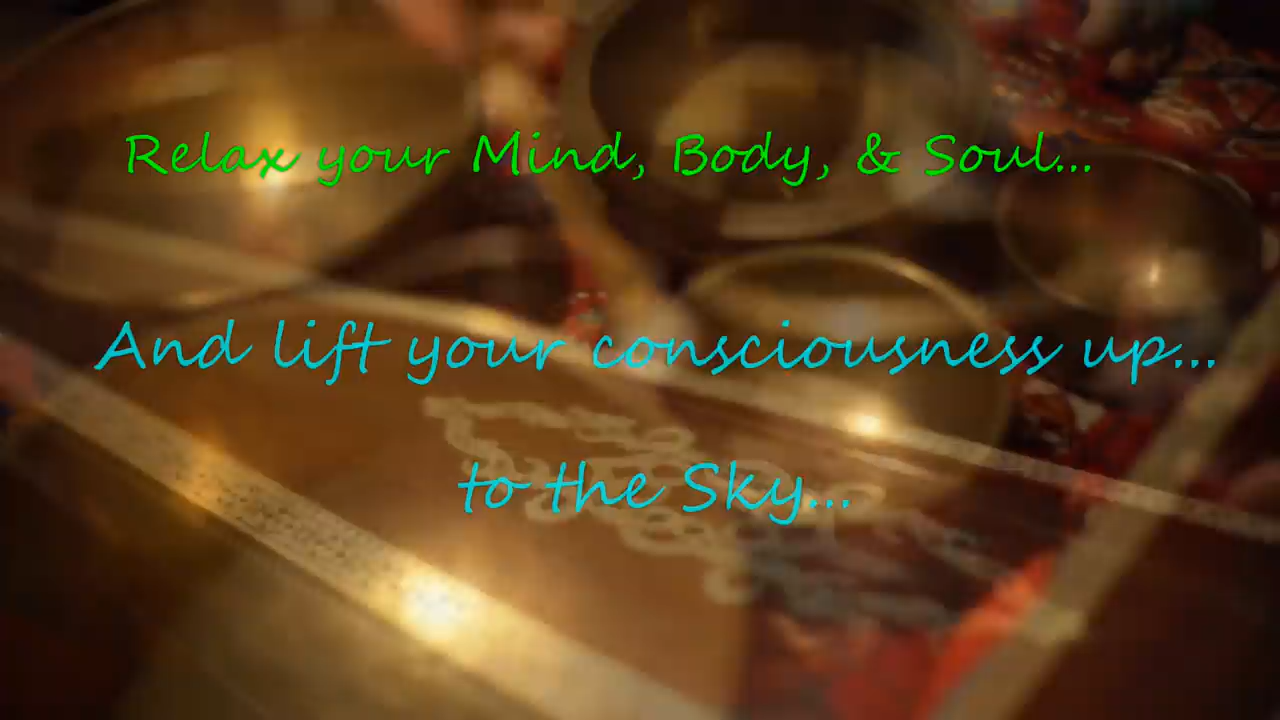 Relax your Mind, Body, & Soul...
And lift your consciousness up...
to the Sky...